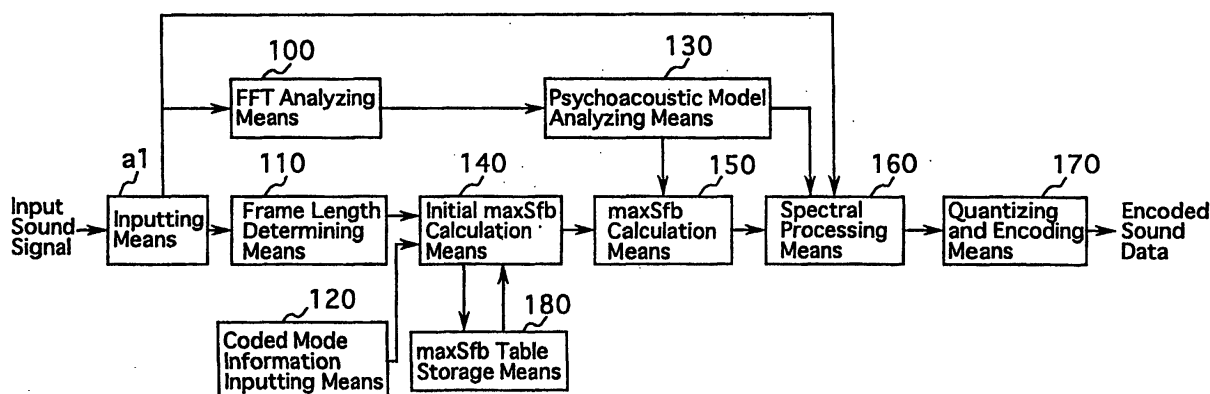 100
FFT Analyzing
Means
130
Psychoacoustic Model
Analyzing Means
a1
Input
Sound
Signal
Inputting
Means
110
Frame Length
Determining
Means
140
Initial maxSfb
Calculation
Means
150
maxSfb
Calculation
Means
160
Spectral
Processing
Means
170
Quantizing
and Encoding
Means
Encoded
Sound
Data
120
Coded Mode
Information
Inputting Means
180
maxSfb Table
Storage Means